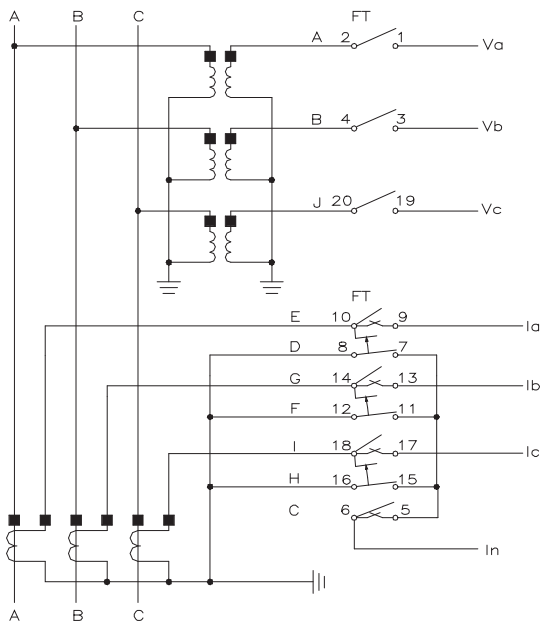 A B C FT
A 2 1 Va
B 4 3 Vb
J 20 19 Vc
FT
E 10 9 Ia
D 8 7
G 14 13 Ib
F 12 11
I 18 17 Ic
H 16 15
C 6 5
In
A B C